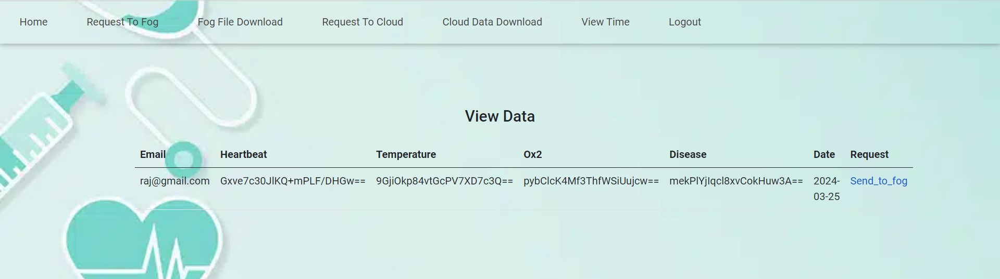 Home Request To Fog Fog File Download Request To Cloud Cloud Data Download View Time Logout
View Data
Email Heartbeat Temperature Ox2 Disease Date Request
raj@gmail.com Gxve7c30JlKQ+mPLF/DHGw== 9GjiOkp84vtGcPV7XD7c3Q== pybClcK4Mf3ThfWSiUujcw== mekPlYjIqcl8xvCokHuw3A== 2024- Send_to_fog
03-25